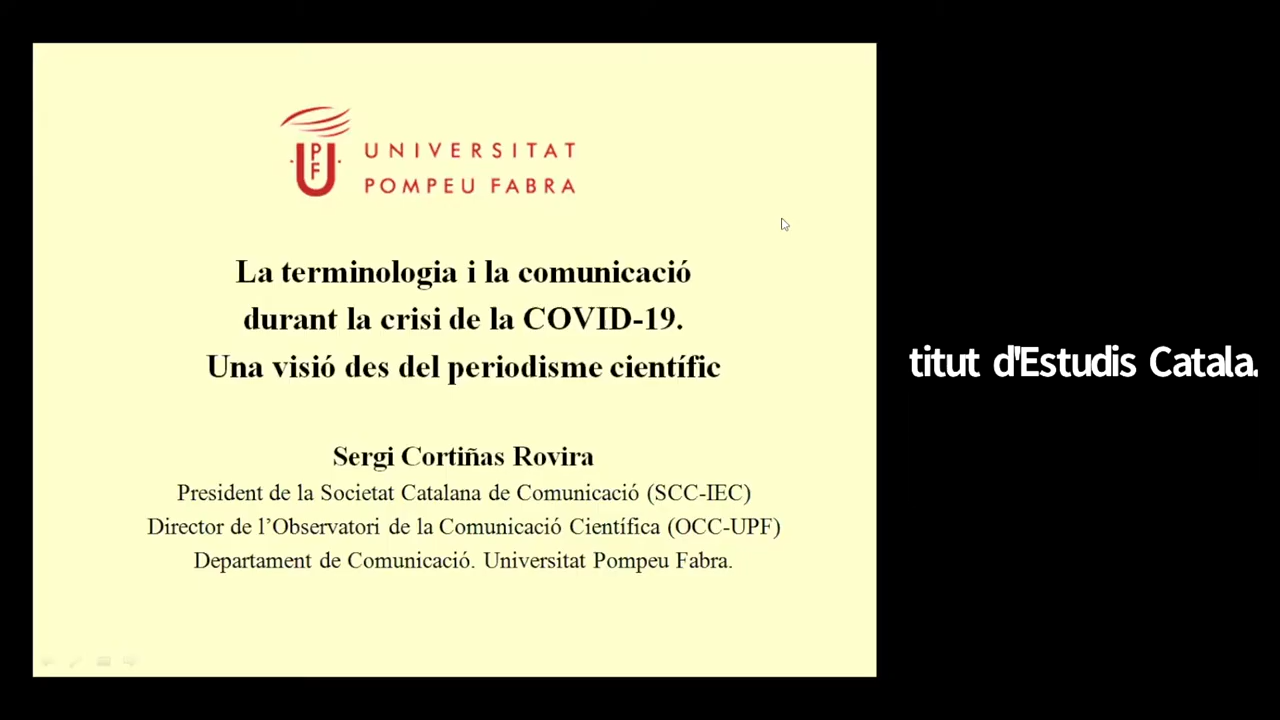 UPF
UNIVERSITAT
POMPEU FABRA
La terminologia i la comunicació
durant la crisi de la COVID-19.
Una visió des del periodisme científic
Sergi Cortiñas Rovira
President de la Societat Catalana de Comunicació (SCC-IEC)
Director de l’Observatori de la Comunicació Científica (OCC-UPF)
Departament de Comunicació. Universitat Pompeu Fabra.
titut d'Estudis Catala.